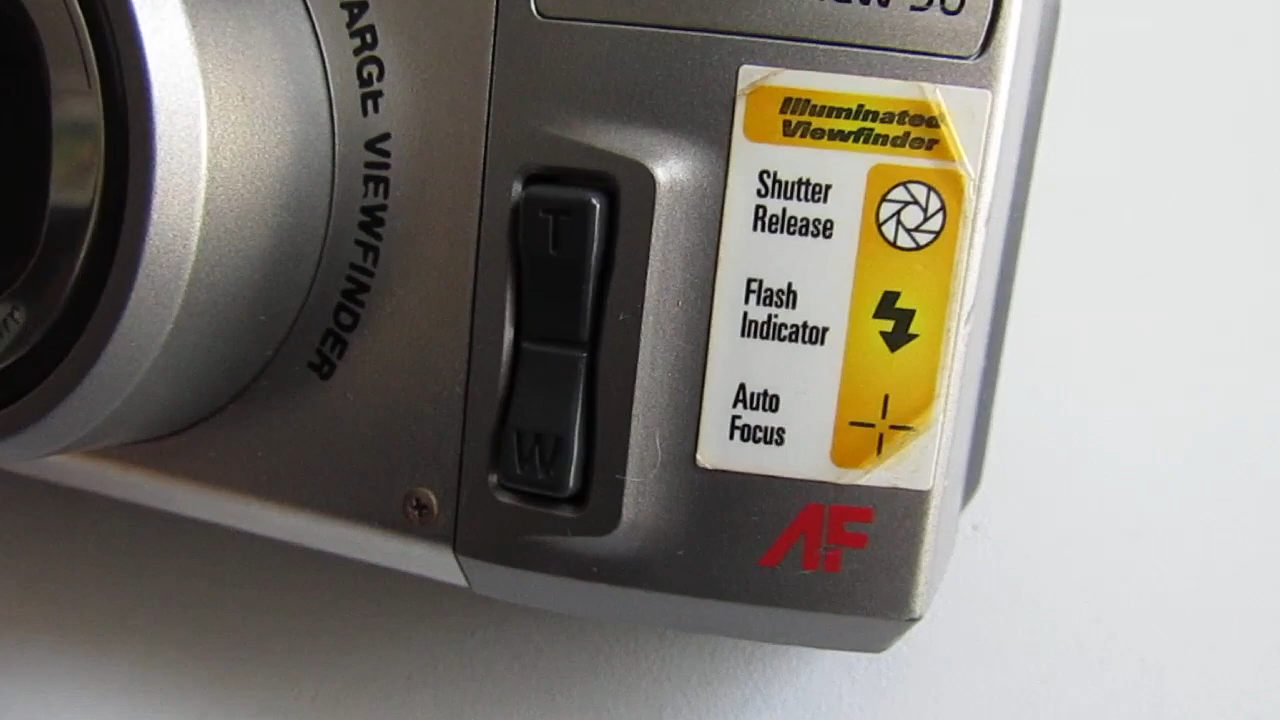 ARGE VIEWFINDER
T
W
Illuminated
Viewfinder
Shutter
Release
Flash
Indicator
Auto
Focus
AF